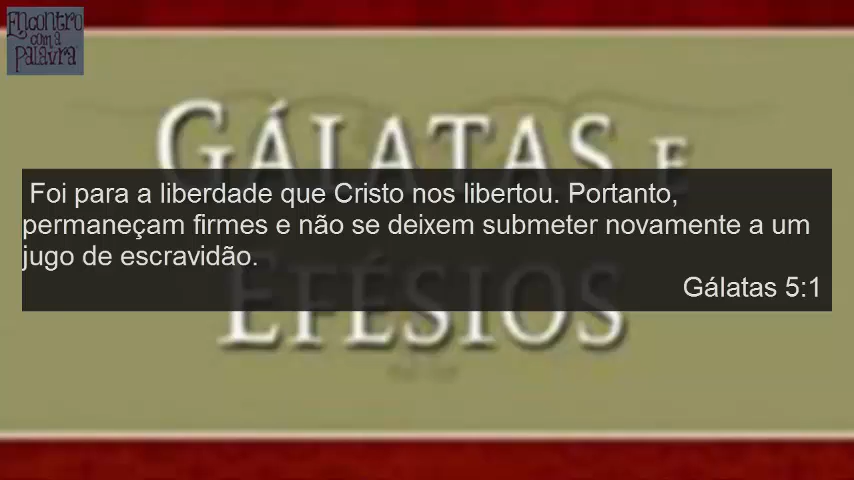 Encontro
com a
Palavra
GÁLATAS E
Foi para a liberdade que Cristo nos libertou. Portanto,
permaneçam firmes e não se deixem submeter novamente a um
jugo de escravidão.
Gálatas 5:1
EFÉSIOS